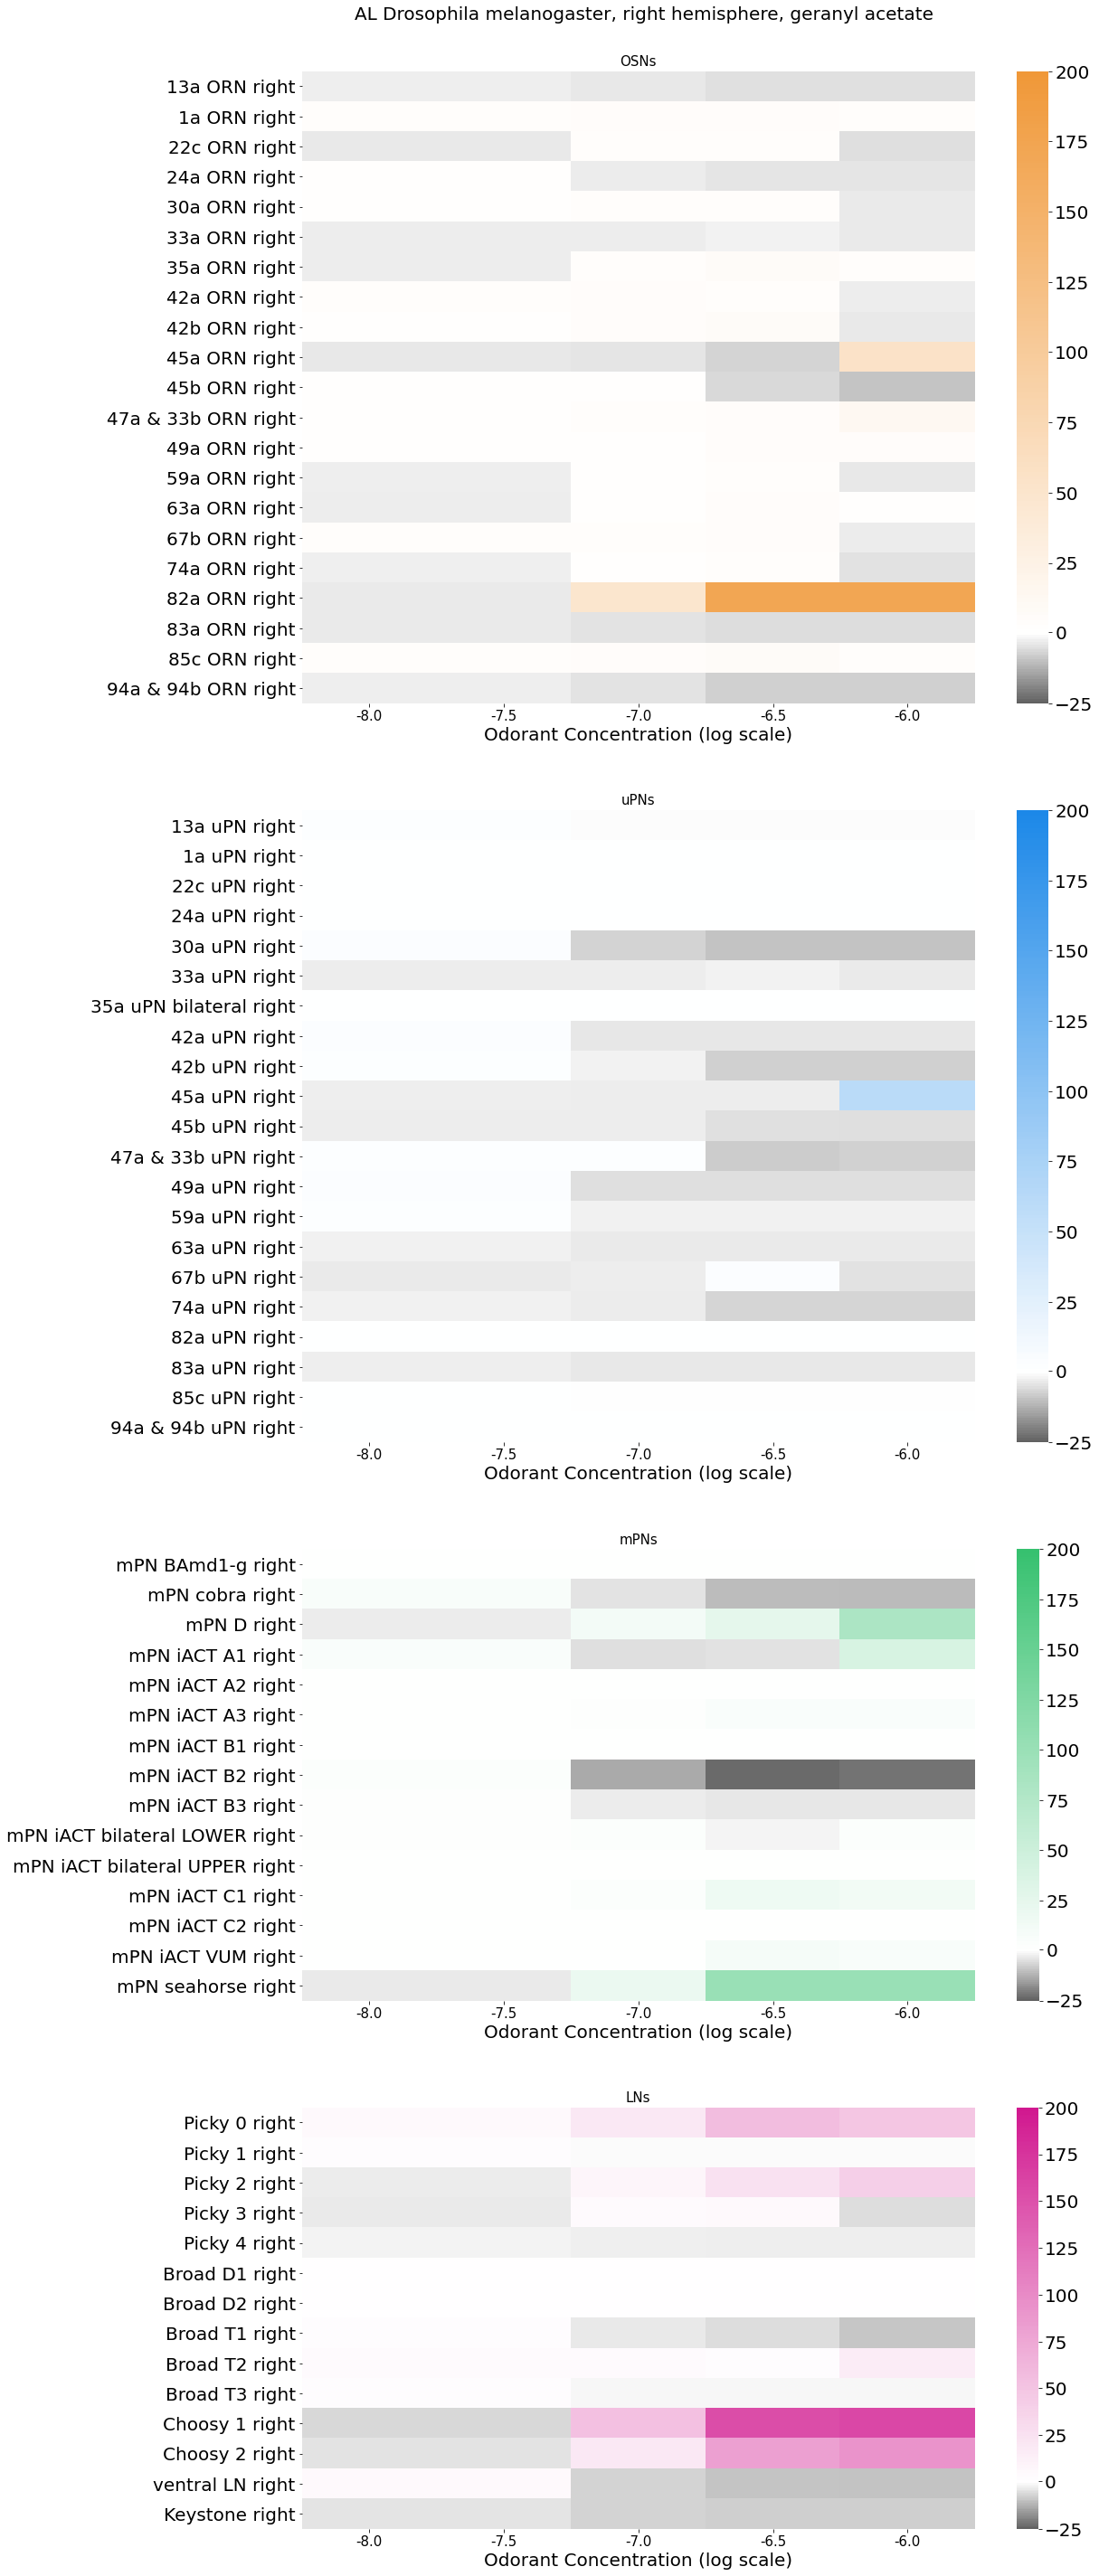 AL Drosophila melanogaster, right hemisphere, geranyl acetate
OSNs
13a ORN right
1a ORN right
22c ORN right
24a ORN right
30a ORN right
33a ORN right
35a ORN right
42a ORN right
42b ORN right
45a ORN right
45b ORN right
47a & 33b ORN right
49a ORN right
59a ORN right
63a ORN right
67b ORN right
74a ORN right
82a ORN right
83a ORN right
85c ORN right
94a & 94b ORN right
-8.0 -7.5 -7.0 -6.5 -6.0
Odorant Concentration (log scale)
200
175
150
125
100
75
50
25
0
−25
uPNs
13a uPN right
1a uPN right
22c uPN right
24a uPN right
30a uPN right
33a uPN right
35a uPN bilateral right
42a uPN right
42b uPN right
45a uPN right
45b uPN right
47a & 33b uPN right
49a uPN right
59a uPN right
63a uPN right
67b uPN right
74a uPN right
82a uPN right
83a uPN right
85c uPN right
94a & 94b uPN right
-8.0 -7.5 -7.0 -6.5 -6.0
Odorant Concentration (log scale)
200
175
150
125
100
75
50
25
0
−25
mPNs
mPN BAmd1-g right
mPN cobra right
mPN D right
mPN iACT A1 right
mPN iACT A2 right
mPN iACT A3 right
mPN iACT B1 right
mPN iACT B2 right
mPN iACT B3 right
mPN iACT bilateral LOWER right
mPN iACT bilateral UPPER right
mPN iACT C1 right
mPN iACT C2 right
mPN iACT VUM right
mPN seahorse right
-8.0 -7.5 -7.0 -6.5 -6.0
Odorant Concentration (log scale)
200
175
150
125
100
75
50
25
0
−25
LNs
Picky 0 right
Picky 1 right
Picky 2 right
Picky 3 right
Picky 4 right
Broad D1 right
Broad D2 right
Broad T1 right
Broad T2 right
Broad T3 right
Choosy 1 right
Choosy 2 right
ventral LN right
Keystone right
-8.0 -7.5 -7.0 -6.5 -6.0
Odorant Concentration (log scale)
200
175
150
125
100
75
50
25
0
−25